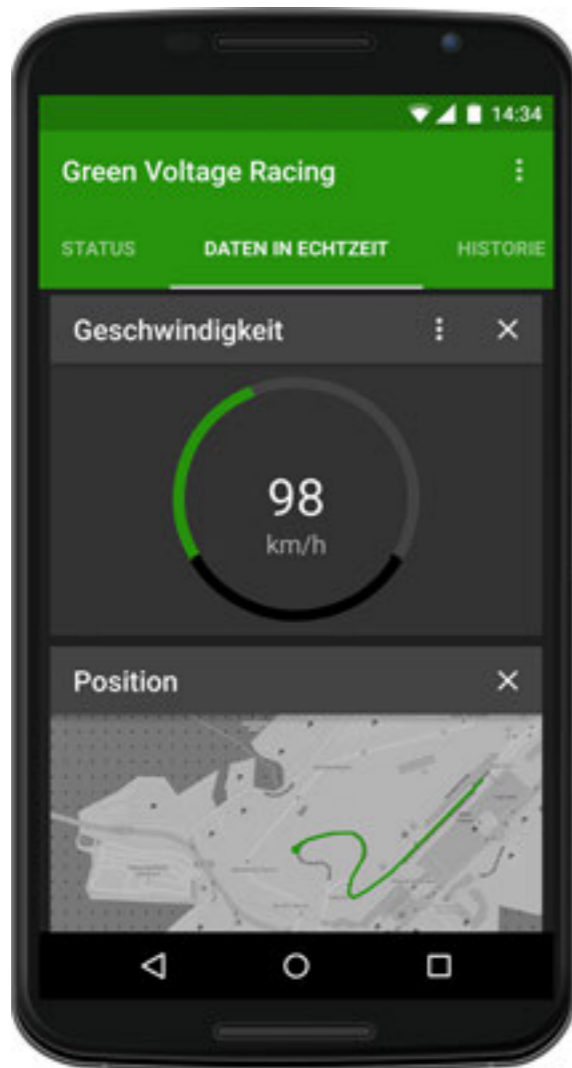 14:34
Green Voltage Racing
STATUS DATEN IN ECHTZEIT HISTORIE
Geschwindigkeit
98
km/h
Position